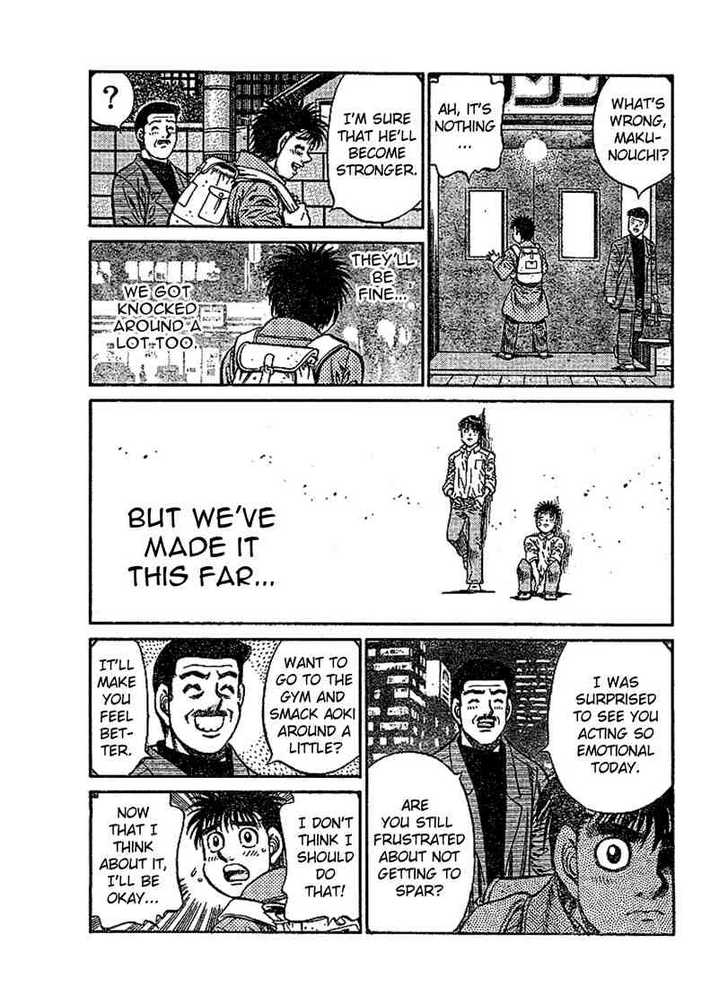 WHAT'S
WRONG,
MAKU-
NOUCHI?
AH, IT'S
NOTHING
...
I'M SURE
THAT HE'LL
BECOME
STRONGER.
?
THEY'LL
BE
FINE...
WE GOT
KNOCKED
AROUND A
LOT TOO.
BUT WE'VE
MADE IT
THIS FAR...
I WAS
SURPRISED
TO SEE YOU
ACTING SO
EMOTIONAL
TODAY.
ARE
YOU STILL
FRUSTRATED
ABOUT NOT
GETTING TO
SPAR?
WANT TO
GO TO THE
GYM AND
SMACK AOKI
AROUND A
LITTLE?
IT'LL
MAKE
YOU
FEEL
BET-
TER.
I DON'T
THINK I
SHOULD
DO
THAT!
NOW
THAT I
THINK
ABOUT IT,
I'LL BE
OKAY...